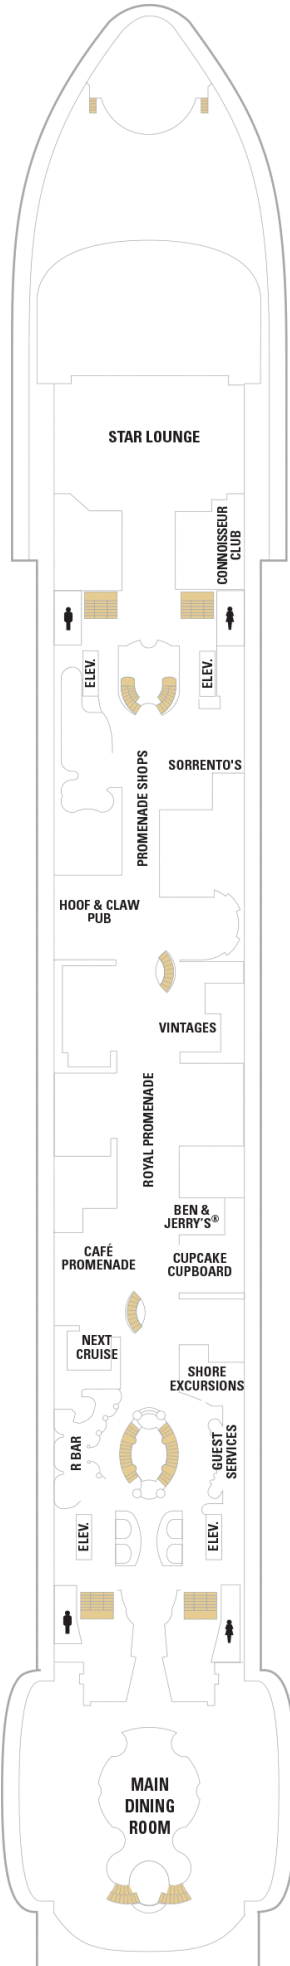 STAR LOUNGE
CONNOISSEUR
CLUB
ELEV.
ELEV.
PROMENADE SHOPS
SORRENTO'S
HOOF & CLAW
PUB
VINTAGES
ROYAL PROMENADE
BEN &
JERRY'S®
CAFÉ
PROMENADE
CUPCAKE
CUPBOARD
NEXT
CRUISE
SHORE
EXCURSIONS
R BAR
GUEST
SERVICES
ELEV.
ELEV.
MAIN
DINING
ROOM